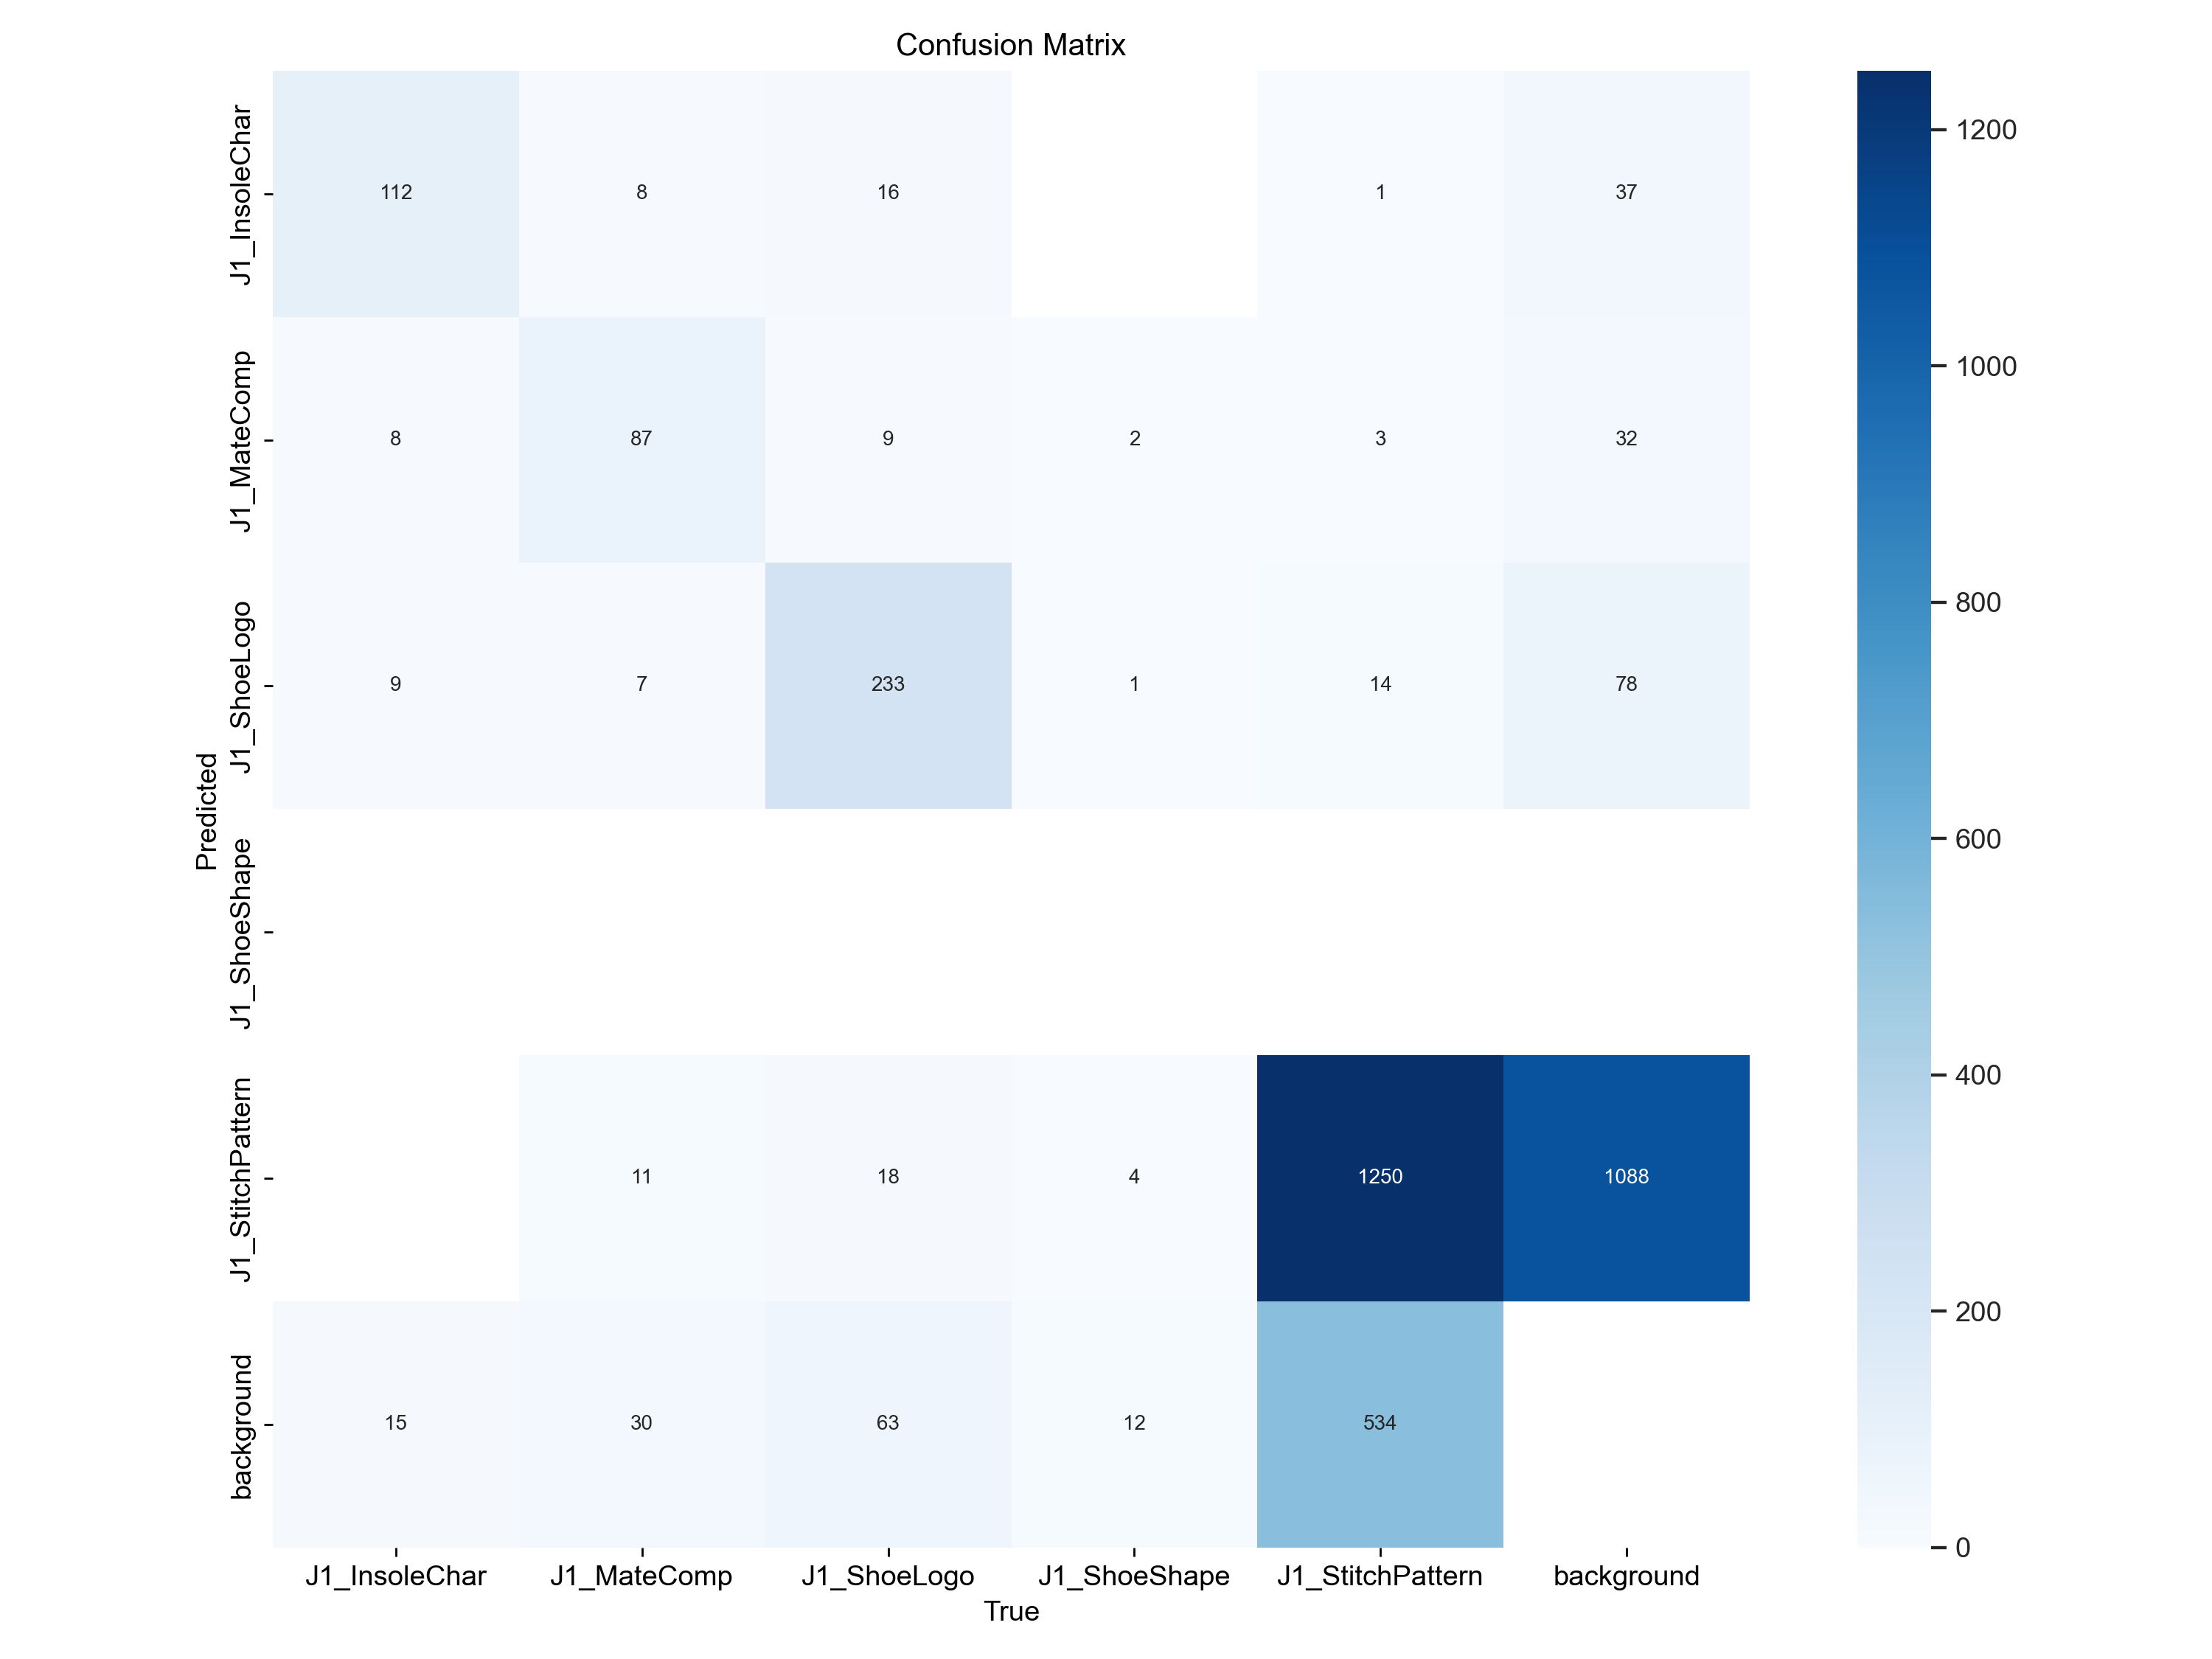 Confusion Matrix
J1_InsoleChar
112 8 16 1 37
J1_MateComp
8 87 9 2 3 32
J1_ShoeLogo
9 7 233 1 14 78
J1_ShoeShape
J1_StitchPattern
11 18 4 1250 1088
background
15 30 63 12 534
Predicted
J1_InsoleChar J1_MateComp J1_ShoeLogo J1_ShoeShape J1_StitchPattern background
True
1200
1000
800
600
400
200
0